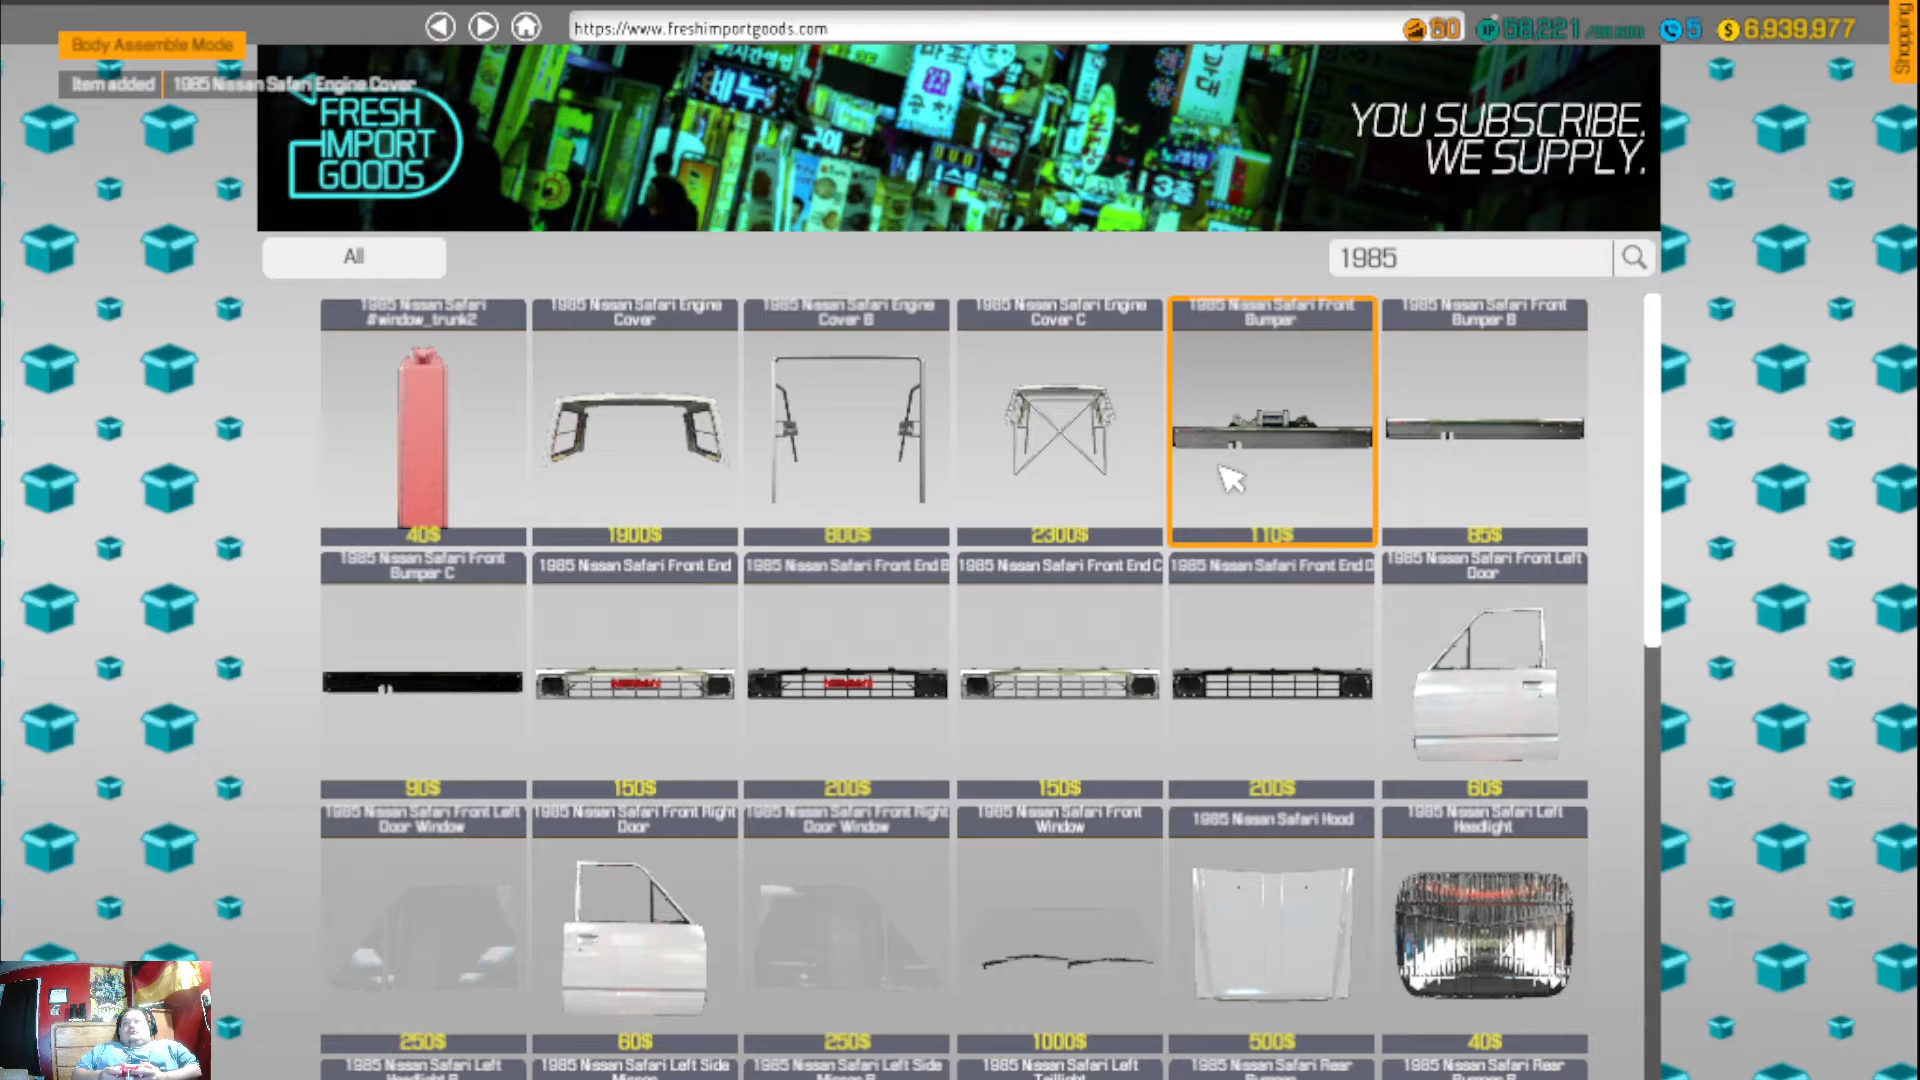 https://www.freshimportgoods.com
60
58,221
5
6,939,977
Shopping
Body Assemble Mode
Item added
1985 Nissan Safari Engine Cover
FRESH
IMPORT
GOODS
YOU SUBSCRIBE.
WE SUPPLY.
All
1985
1985 Nissan Safari
#window_trunk2
1985 Nissan Safari Engine
Cover
1985 Nissan Safari Engine
Cover B
1985 Nissan Safari Engine
Cover C
1985 Nissan Safari Front
Bumper
1985 Nissan Safari Front
Bumper B
40$
1900$
800$
2300$
110$
85$
1985 Nissan Safari Front
Bumper C
1985 Nissan Safari Front End
1985 Nissan Safari Front End B
1985 Nissan Safari Front End C
1985 Nissan Safari Front End D
1985 Nissan Safari Front Left
Door
90$
150$
200$
150$
200$
60$
1985 Nissan Safari Front Left
Door Window
1985 Nissan Safari Front Right
Door
1985 Nissan Safari Front Right
Door Window
1985 Nissan Safari Front
Window
1985 Nissan Safari Hood
1985 Nissan Safari Left
Headlight
250$
60$
250$
1000$
500$
40$
1985 Nissan Safari Left
Headlight B
1985 Nissan Safari Left Side
Mirror
1985 Nissan Safari Left Side
Mirror B
1985 Nissan Safari Left
Taillight
1985 Nissan Safari Rear
Bumper
1985 Nissan Safari Rear
Bumper B